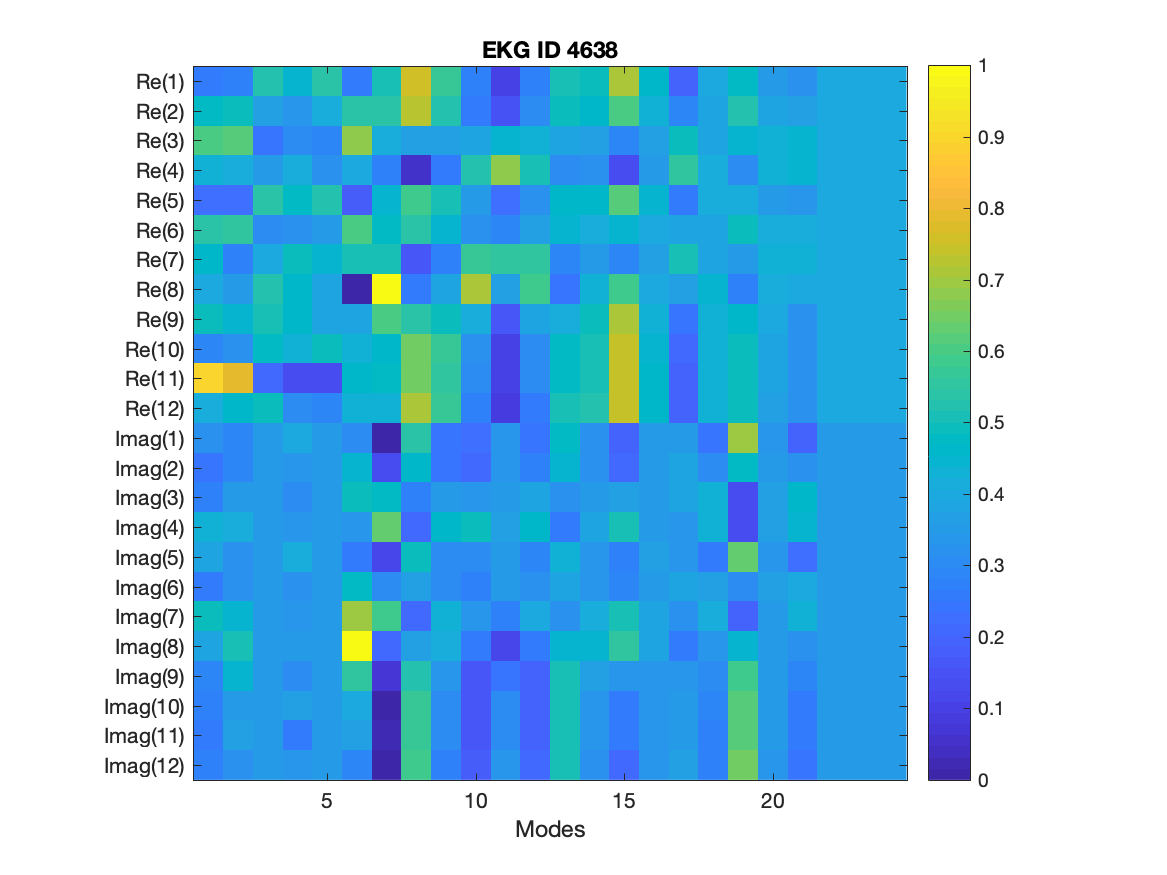 EKG ID 4638
Re(1)
Re(2)
Re(3)
Re(4)
Re(5)
Re(6)
Re(7)
Re(8)
Re(9)
Re(10)
Re(11)
Re(12)
Imag(1)
Imag(2)
Imag(3)
Imag(4)
Imag(5)
Imag(6)
Imag(7)
Imag(8)
Imag(9)
Imag(10)
Imag(11)
Imag(12)
5 10 15 20
Modes
1
0.9
0.8
0.7
0.6
0.5
0.4
0.3
0.2
0.1
0